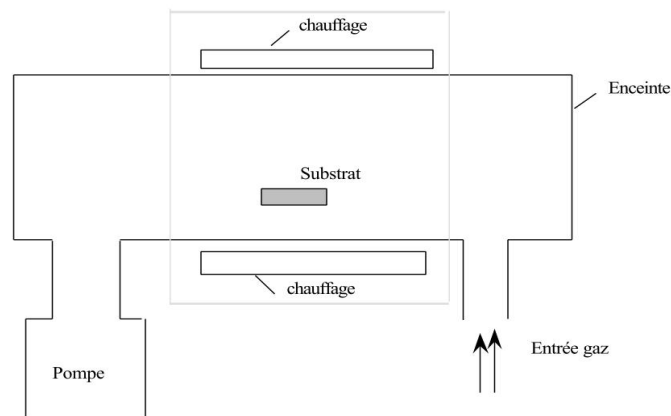 chauffage
Enceinte
Substrat
chauffage
Entrée gaz
Pompe